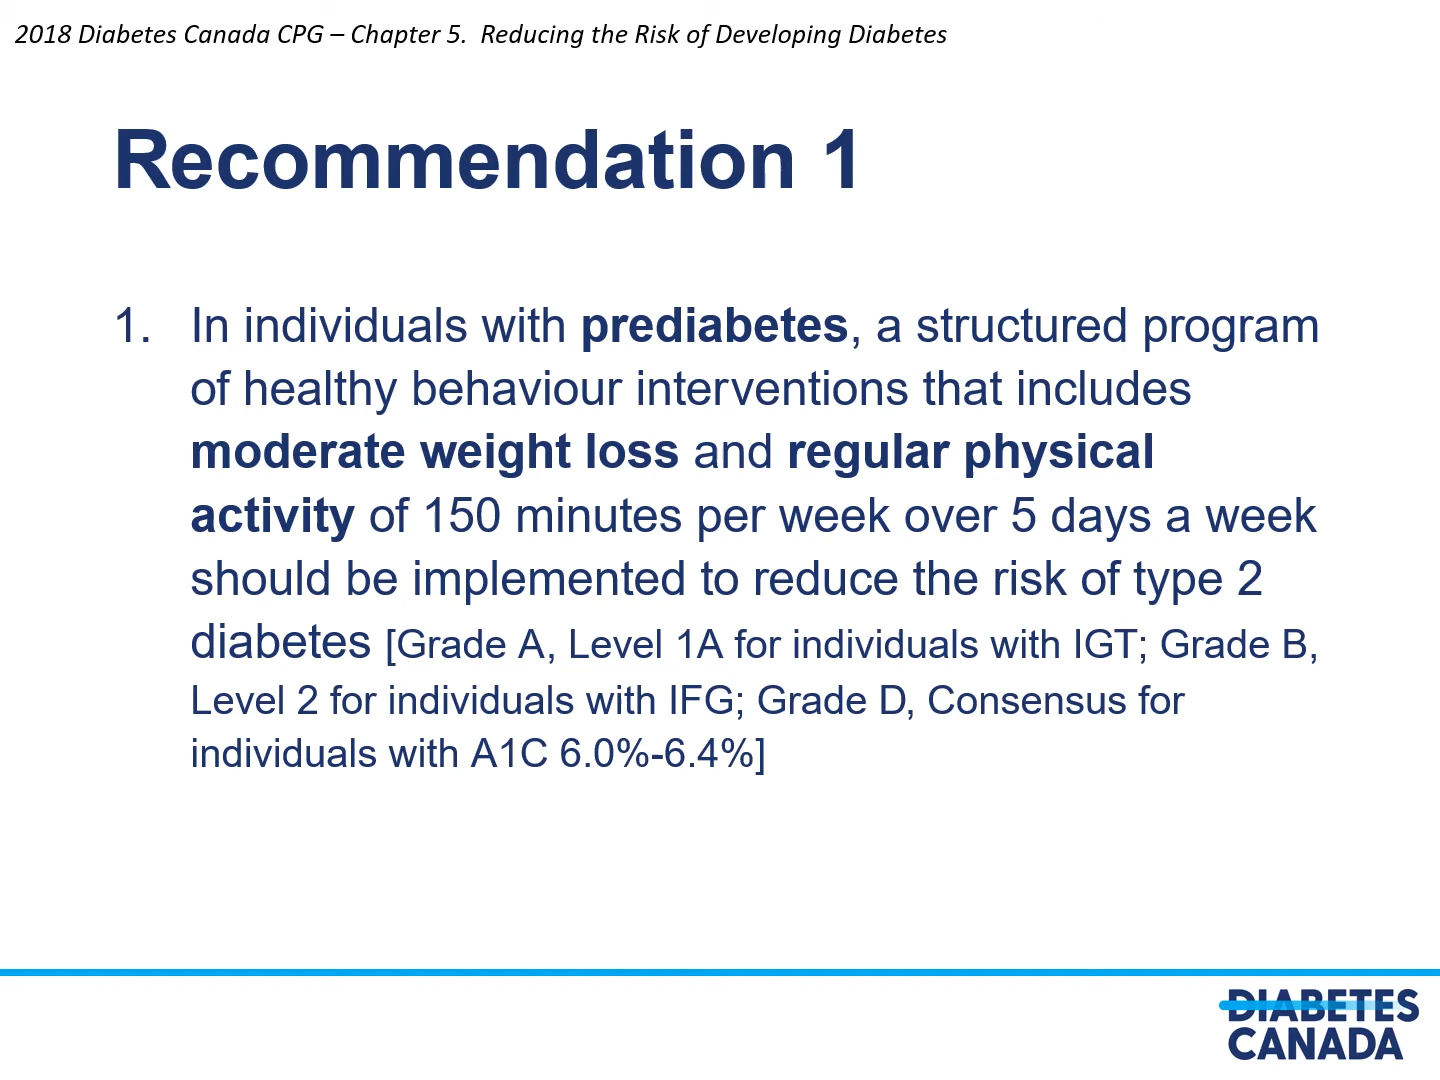 2018 Diabetes Canada CPG – Chapter 5. Reducing the Risk of Developing Diabetes
Recommendation 1
1. In individuals with prediabetes, a structured program
of healthy behaviour interventions that includes
moderate weight loss and regular physical
activity of 150 minutes per week over 5 days a week
should be implemented to reduce the risk of type 2
diabetes [Grade A, Level 1A for individuals with IGT; Grade B,
Level 2 for individuals with IFG; Grade D, Consensus for
individuals with A1C 6.0%-6.4%]
DIABETES
CANADA